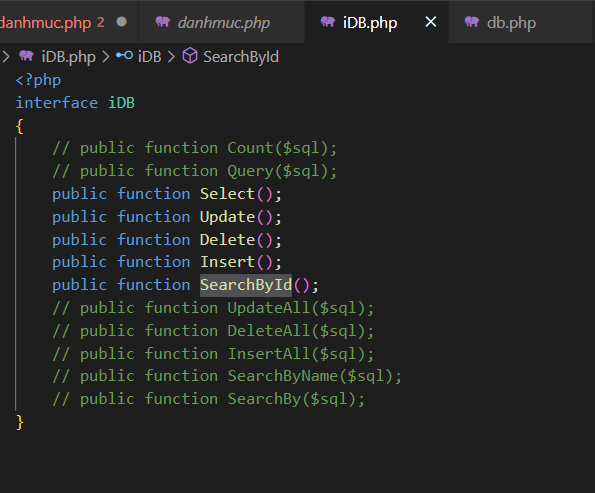 danhmuc.php 2 danhmuc.php iDB.php db.php
iDB.php iDB SearchById
<?php
interface iDB
{
// public function Count($sql);
// public function Query($sql);
public function Select();
public function Update();
public function Delete();
public function Insert();
public function SearchById();
// public function UpdateAll($sql);
// public function DeleteAll($sql);
// public function InsertAll($sql);
// public function SearchByName($sql);
// public function SearchBy($sql);
}